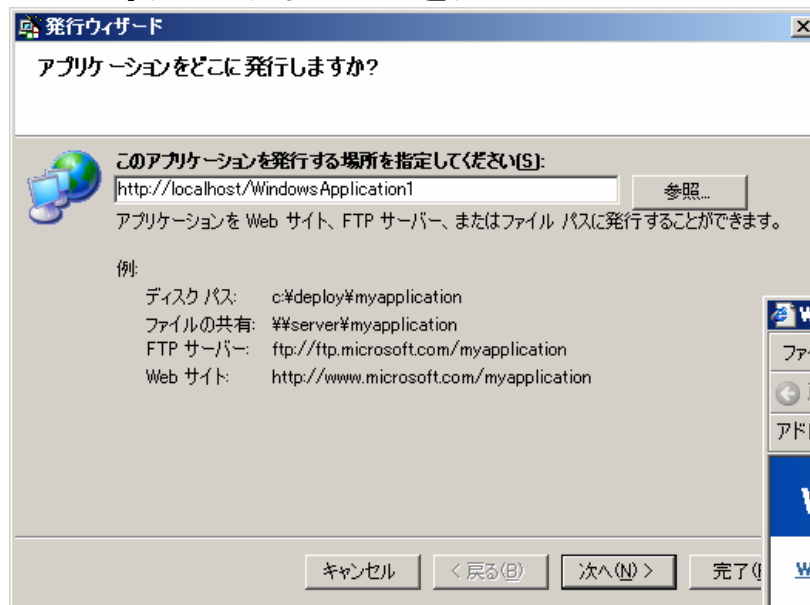 発行ウィザード
アプリケーションをどこに発行しますか?
このアプリケーションを発行する場所を指定してください(S):
http://localhost/WindowsApplication1
参照...
アプリケーションを Web サイト、FTP サーバー、またはファイル パスに発行することができます。
例:
ディスク パス: c:¥deploy¥myapplication
ファイルの共有: ¥¥server¥myapplication
FTP サーバー: ftp://ftp.microsoft.com/myapplication
Web サイト: http://www.microsoft.com/myapplication
キャンセル
< 戻る(B)
次へ(N) >
完了(